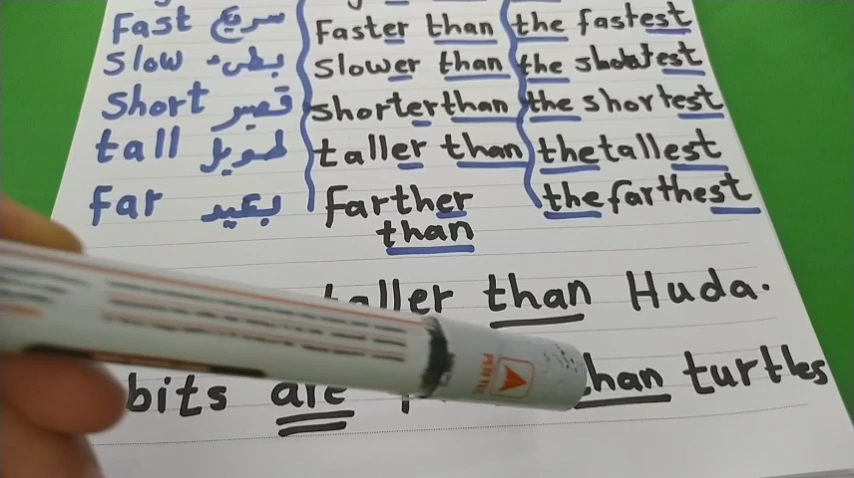 Fast سريع Faster than the fastest
Slow بطيء slower than the
short قصير shorter than the shortest
tall طويل taller than the tallest
Far بعيد Farther the farthest
than
taller than Huda.
bits are than turtles